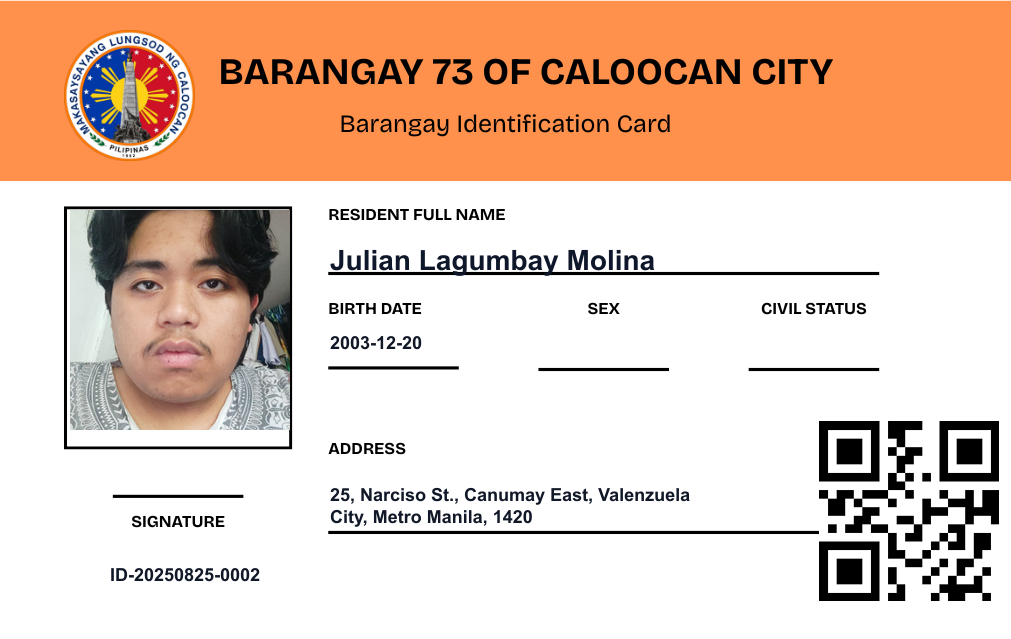 MAKASAYSAYANG LUNGSOD NG CALOOCAN
PILIPINAS
1962
BARANGAY 73 OF CALOOCAN CITY
Barangay Identification Card
RESIDENT FULL NAME
Julian Lagumbay Molina
BIRTH DATE
SEX
CIVIL STATUS
2003-12-20
ADDRESS
25, Narciso St., Canumay East, Valenzuela
City, Metro Manila, 1420
SIGNATURE
ID-20250825-0002